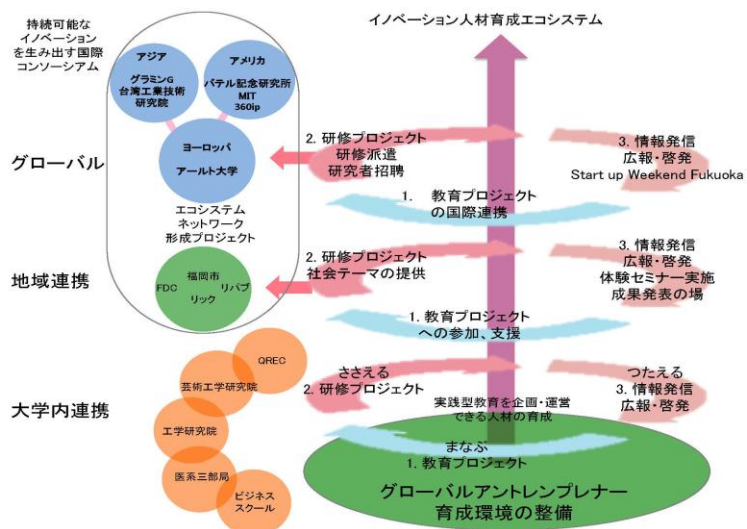 持続可能な
イノベーション
を生み出す国際
コンソーシアム
アジア
グラミンG
台湾工業技術
研究院
アメリカ
バテル記念研究所
MIT
360ip
ヨーロッパ
アールト大学
エコシステム
ネットワーク
形成プロジェクト
グローバル
地域連携
福岡市
FDC
リパブ
リック
大学内連携
QREC
芸術工学研究院
工学研究院
医系三部局
ビジネス
スクール
イノベーション人材育成エコシステム
2. 研修プロジェクト
研修派遣
研究者招聘
3. 情報発信
広報・啓発
Start up Weekend Fukuoka
1. 教育プロジェクト
の国際連携
2. 研修プロジェクト
社会テーマの提供
3. 情報発信
広報・啓発
体験セミナー実施
成果発表の場
1. 教育プロジェクト
への参加、支援
ささえる
2. 研修プロジェクト
つたえる
3. 情報発信
広報・啓発
実践型教育を企画・運営
できる人材の育成
まなぶ
1. 教育プロジェクト
グローバルアントレンプレナー
育成環境の整備